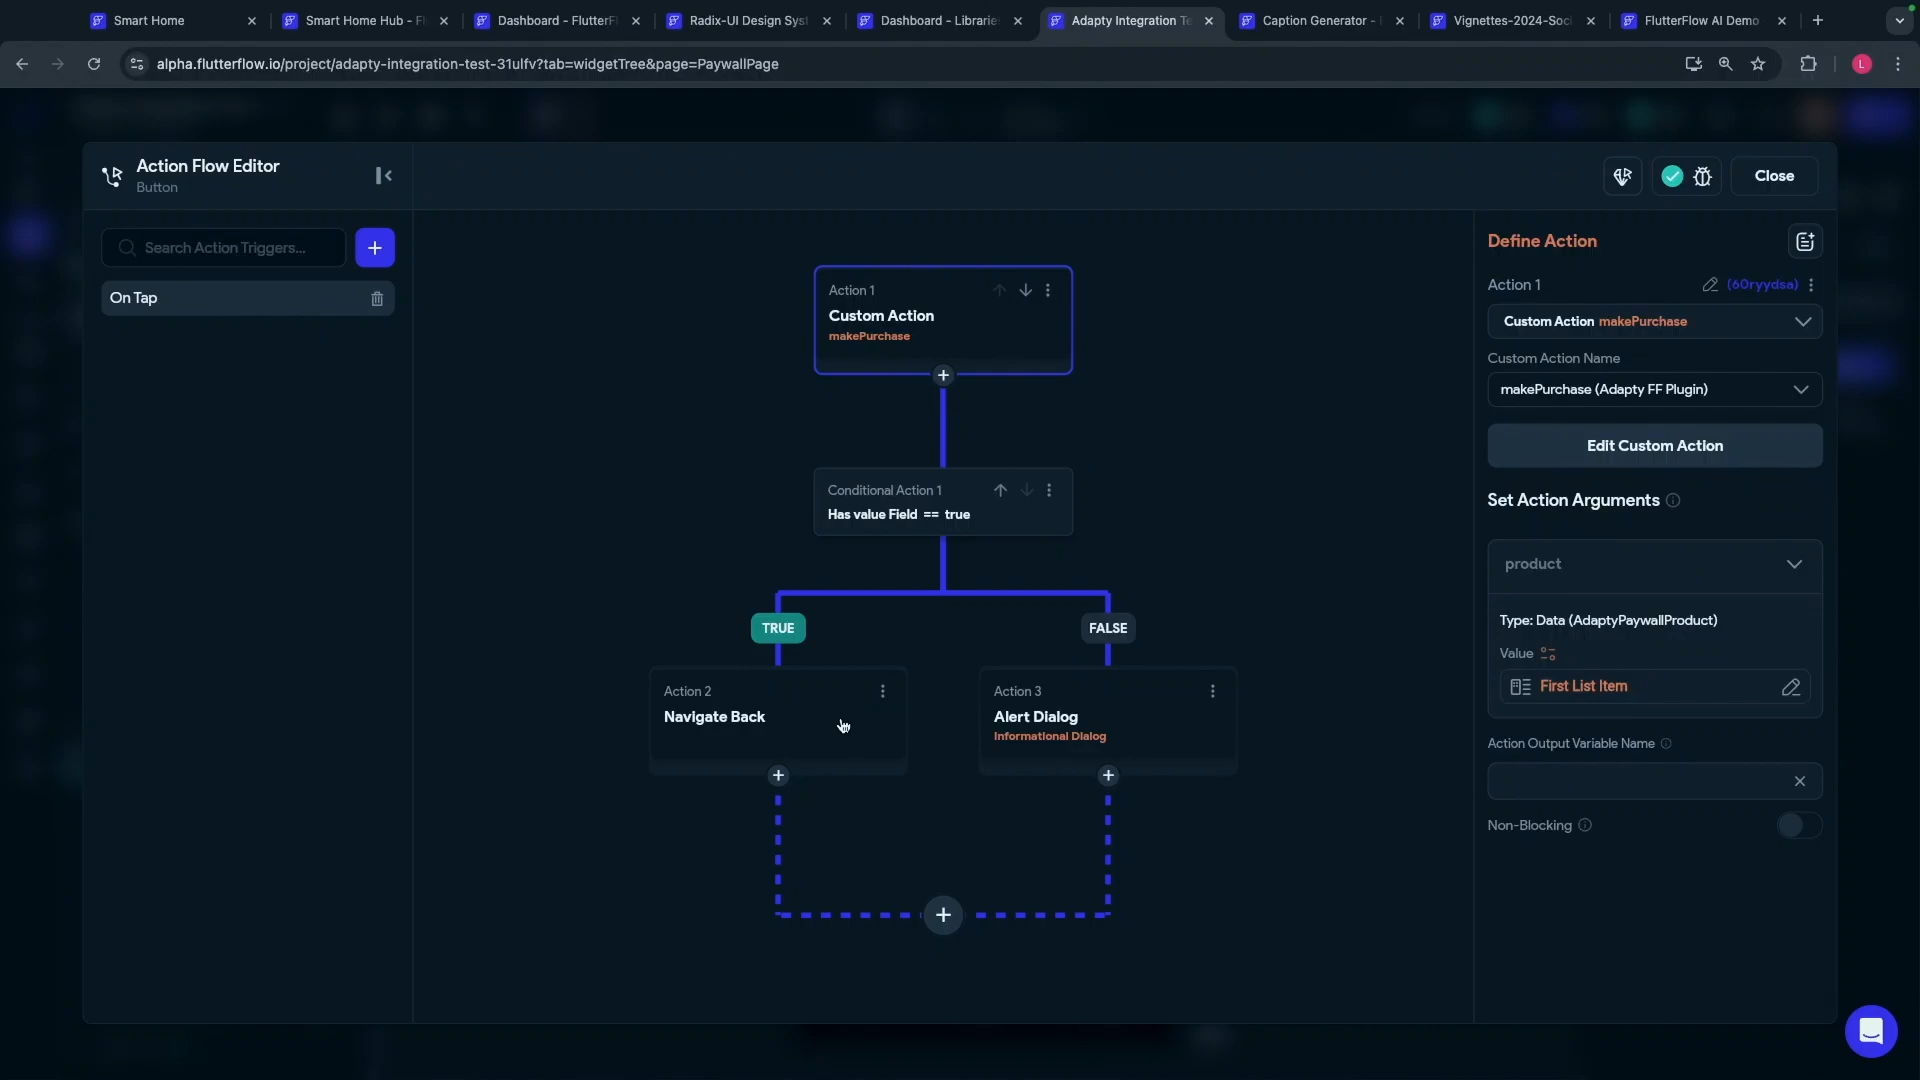 Smart Home
Smart Home Hub - Fl
Dashboard - FlutterFl
Radix-UI Design Syst
Dashboard - Libraries
Adapty Integration Te
Caption Generator -
Vignettes-2024-Soci
FlutterFlow AI Demo
alpha.flutterflow.io/project/adapty-integration-test-31ulfv?tab=widgetTree&page=PaywallPage
L
Action Flow Editor
Button
Close
Search Action Triggers...
On Tap
Action 1
Custom Action
makePurchase
Conditional Action 1
Has value Field == true
TRUE
FALSE
Action 2
Navigate Back
Action 3
Alert Dialog
Informational Dialog
Define Action
Action 1
(60ryydsa)
Custom Action makePurchase
Custom Action Name
makePurchase (Adapty FF Plugin)
Edit Custom Action
Set Action Arguments
product
Type: Data (AdaptyPaywallProduct)
Value
First List Item
Action Output Variable Name
Non-Blocking